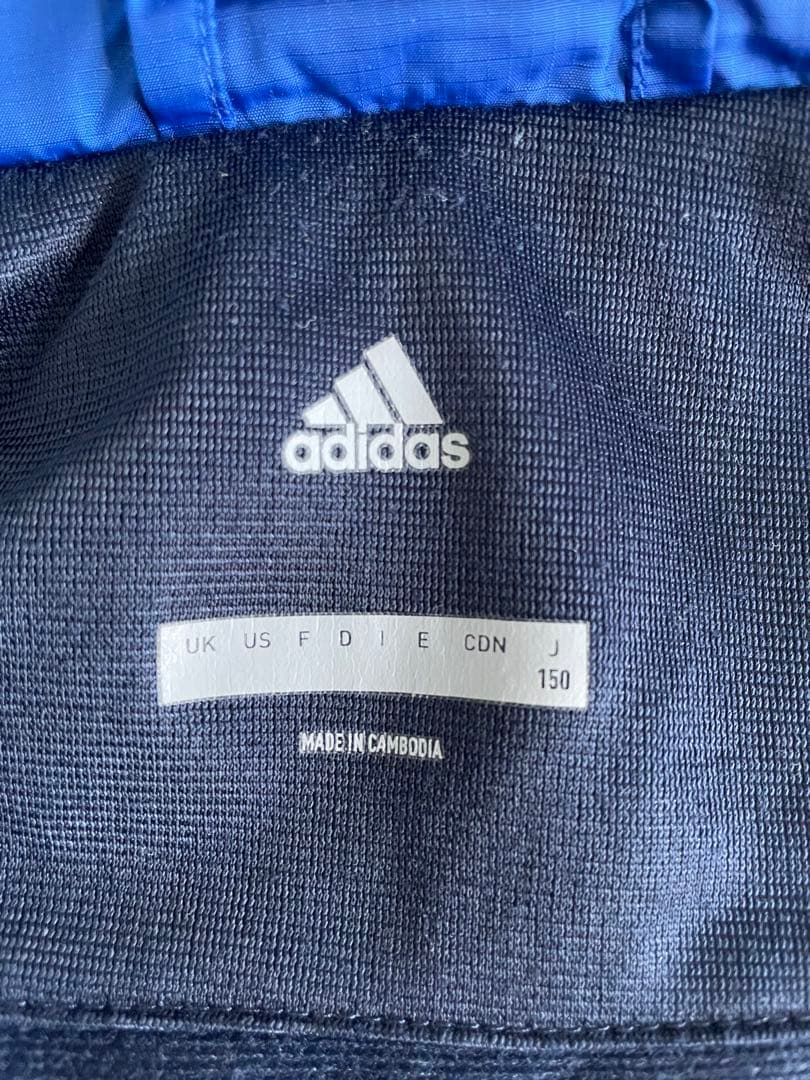 adidas
UK US F D I E CDN J
150
MADE IN CAMBODIA